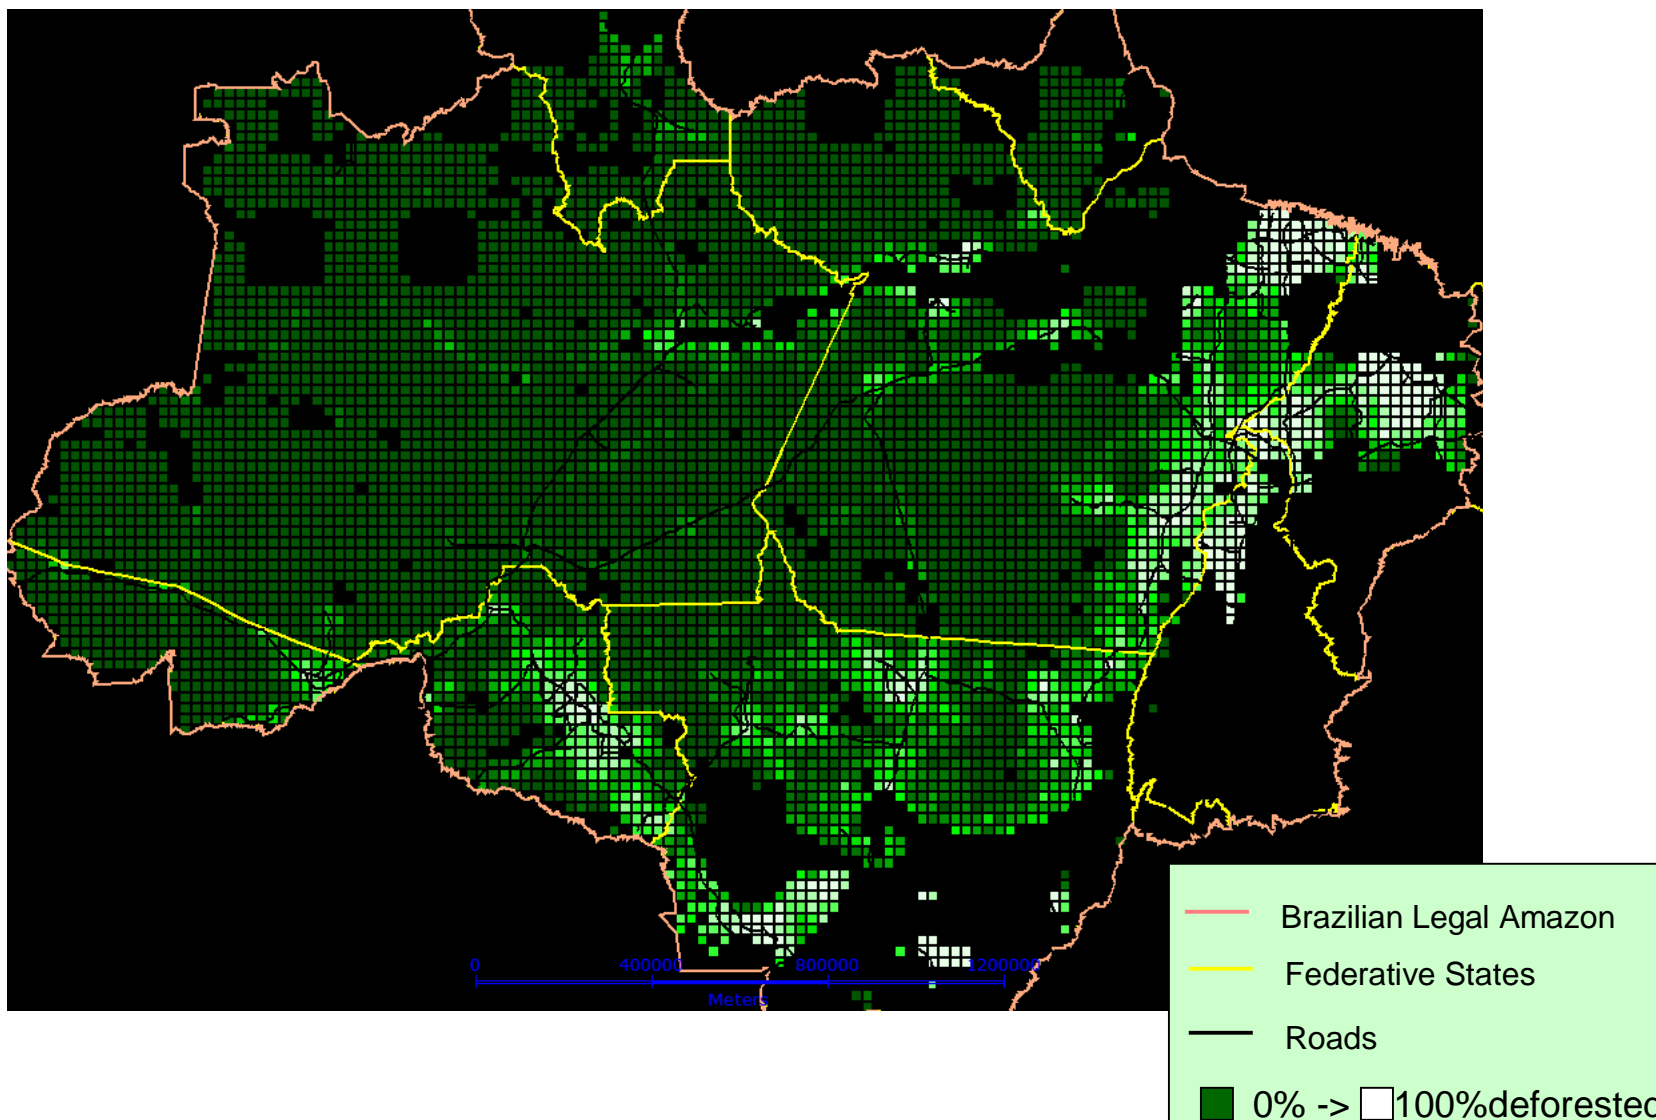 0 400000 800000 1200000
Meters
Brazilian Legal Amazon
Federative States
Roads
0% -> 100%deforested